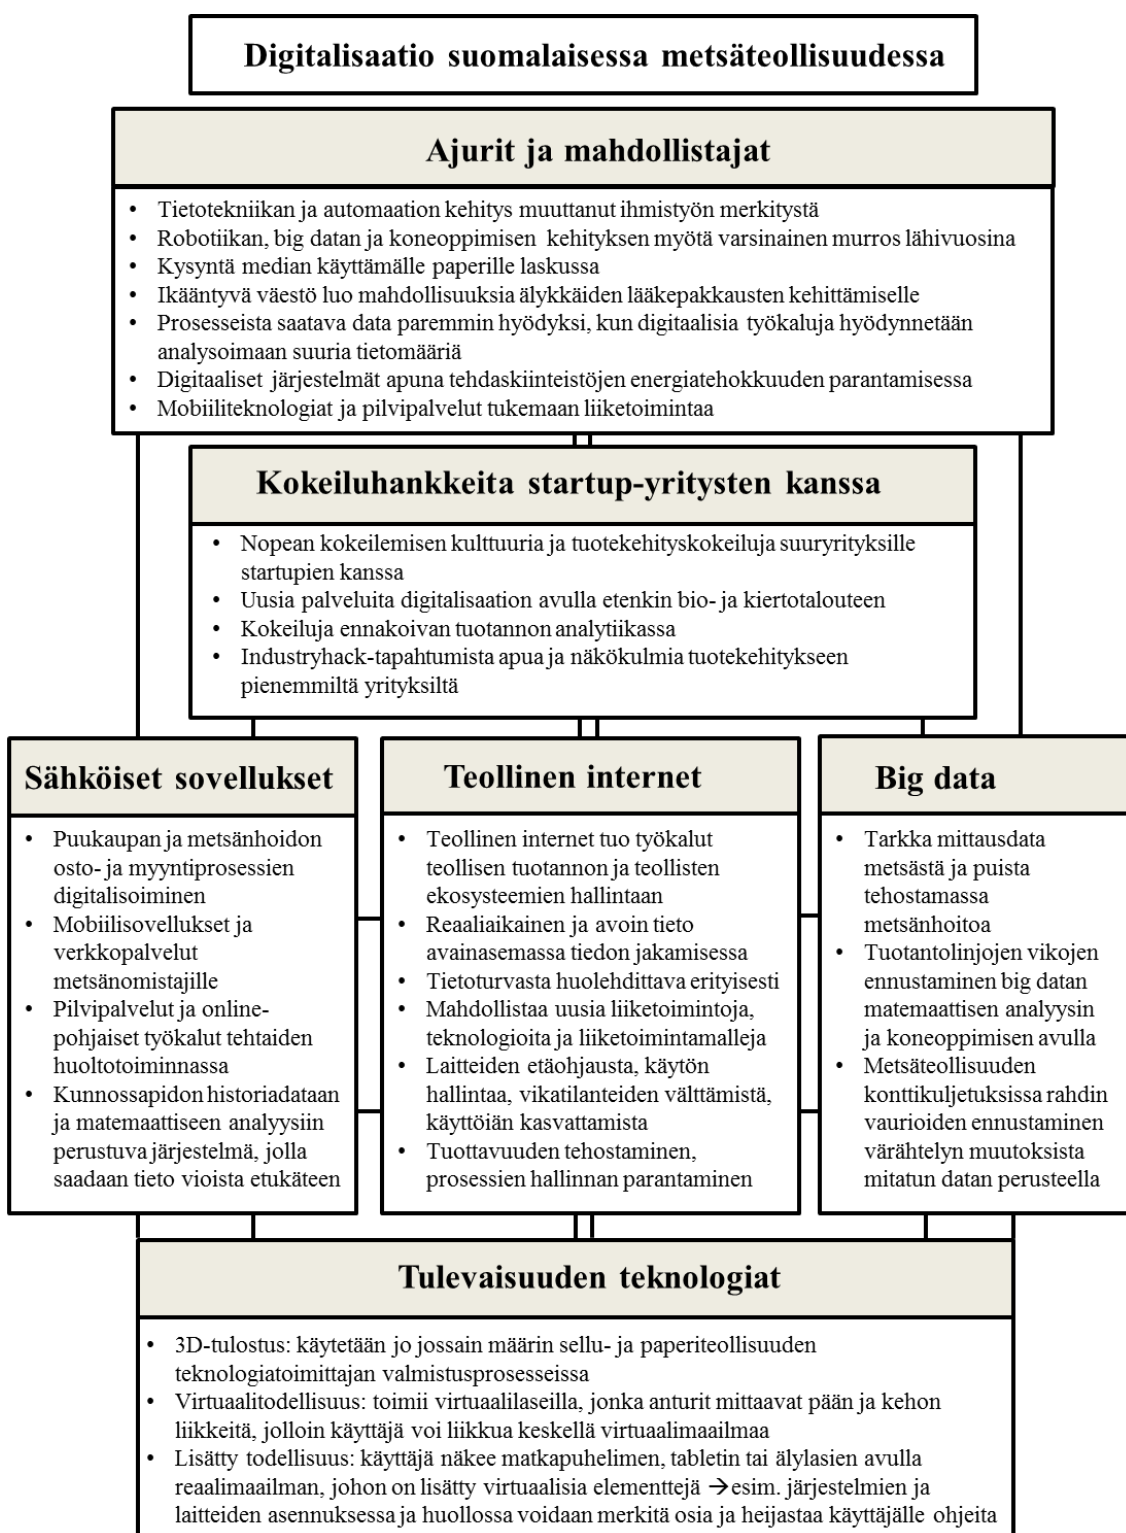 Digitalisaatio suomalaisessa metsäteollisuudessa
Ajurit ja mahdollistajat
• Tietotekniikan ja automaation kehitys muuttanut ihmistyön merkitystä
• Robotiikan, big datan ja koneoppimisen kehityksen myötä varsinainen murros lähivuosina
• Kysyntä median käyttämälle paperille laskussa
• Ikääntyvä väestö luo mahdollisuuksia älykkäiden lääkepakkausten kehittämiselle
• Prosesseista saatava data paremmin hyödyksi, kun digitaalisia työkaluja hyödynnetään
analysoimaan suuria tietomääriä
• Digitaaliset järjestelmät apuna tehdaskiinteistöjen energiatehokkuuden parantamisessa
• Mobiiliteknologiat ja pilvipalvelut tukemaan liiketoimintaa
Kokeiluhankkeita startup-yritysten kanssa
• Nopean kokeilemisen kulttuuria ja tuotekehityskokeiluja suuryrityksille
startupien kanssa
• Uusia palveluita digitalisaation avulla etenkin bio- ja kiertotalouteen
• Kokeiluja ennakoivan tuotannon analytiikassa
• Industryhack-tapahtumista apua ja näkökulmia tuotekehitykseen
pienemmiltä yrityksiltä
Sähköiset sovellukset
• Puukaupan ja metsänhoidon
osto- ja myyntiprosessien
digitalisoiminen
• Mobiilisovellukset ja
verkkopalvelut
metsänomistajille
• Pilvipalvelut ja online-
pohjaiset työkalut tehtaiden
huoltotoiminnassa
• Kunnossapidon historiadataan
ja matemaattiseen analyysiin
perustuva järjestelmä, jolla
saadaan tieto vioista etukäteen
Teollinen internet
• Teollinen internet tuo työkalut
teollisen tuotannon ja teollisten
ekosysteemien hallintaan
• Reaaliaikainen ja avoin tieto
avainasemassa tiedon jakamisessa
• Tietoturvasta huolehdittava erityisesti
• Mahdollistaa uusia liiketoimintoja,
teknologioita ja liiketoimintamalleja
• Laitteiden etäohjausta, käytön
hallintaa, vikatilanteiden välttämistä,
käyttöiän kasvattamista
• Tuottavuuden tehostaminen,
prosessien hallinnan parantaminen
Big data
• Tarkka mittausdata
metsästä ja puista
tehostamassa
metsänhoitoa
• Tuotantolinjojen vikojen
ennustaminen big datan
matemaattisen analyysin
ja koneoppimisen avulla
• Metsäteollisuuden
konttikuljetuksissa rahdin
vaurioiden ennustaminen
värähtelyn muutoksista
mitatun datan perusteella
Tulevaisuuden teknologiat
• 3D-tulostus: käytetään jo jossain määrin sellu- ja paperiteollisuuden
teknologiatoimittajan valmistusprosesseissa
• Virtuaalitodellisuus: toimii virtuaalilaseilla, jonka anturit mittaavat pään ja kehon
liikkeitä, jolloin käyttäjä voi liikkua keskellä virtuaalimaailmaa
• Lisätty todellisuus: käyttäjä näkee matkapuhelimen, tabletin tai älylasien avulla
reaalimaailman, johon on lisätty virtuaalisia elementtejä →esim. järjestelmien ja
laitteiden asennuksessa ja huollossa voidaan merkitä osia ja heijastaa käyttäjälle ohjeita